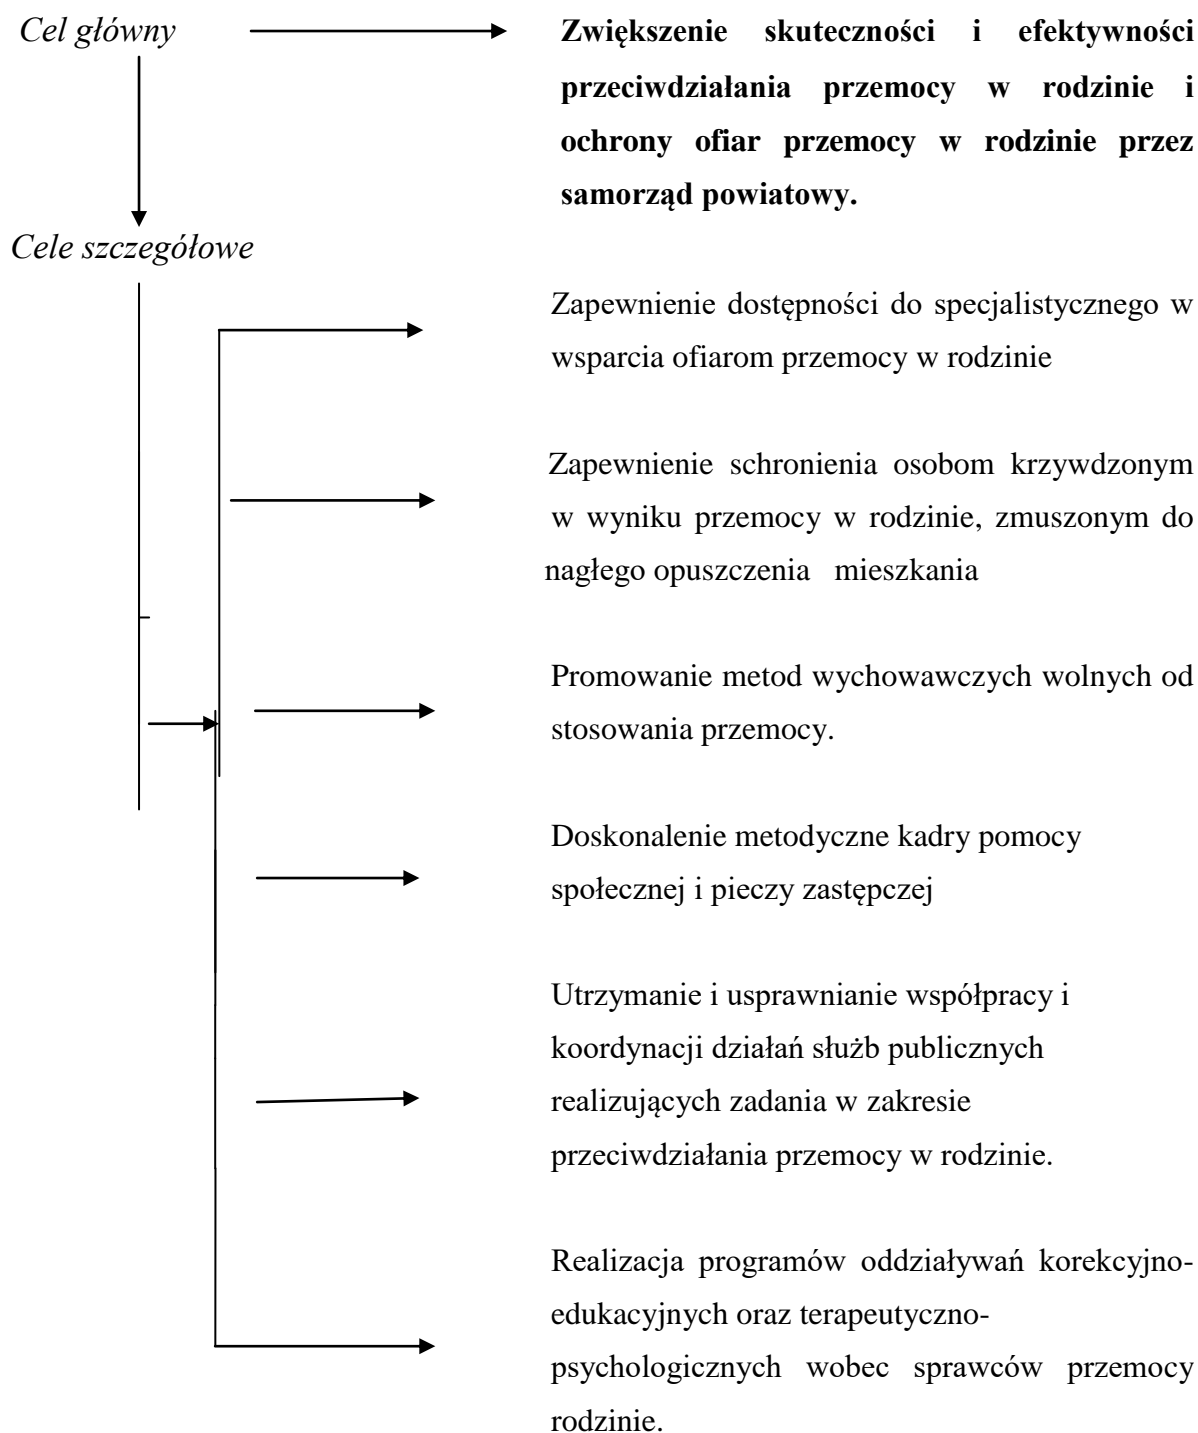 Cel główny
Zwiększenie skuteczności i efektywności
przeciwdziałania przemocy w rodzinie i
ochrony ofiar przemocy w rodzinie przez
samorząd powiatowy.
Cele szczegółowe
Zapewnienie dostępności do specjalistycznego w
wsparcia ofiarom przemocy w rodzinie
Zapewnienie schronienia osobom krzywdzonym
w wyniku przemocy w rodzinie, zmuszonym do
nagłego opuszczenia mieszkania
Promowanie metod wychowawczych wolnych od
stosowania przemocy.
Doskonalenie metodyczne kadry pomocy
społecznej i pieczy zastępczej
Utrzymanie i usprawnianie współpracy i
koordynacji działań służb publicznych
realizujących zadania w zakresie
przeciwdziałania przemocy w rodzinie.
Realizacja programów oddziaływań korekcyjno-
edukacyjnych oraz terapeutyczno-
psychologicznych wobec sprawców przemocy
rodzinie.